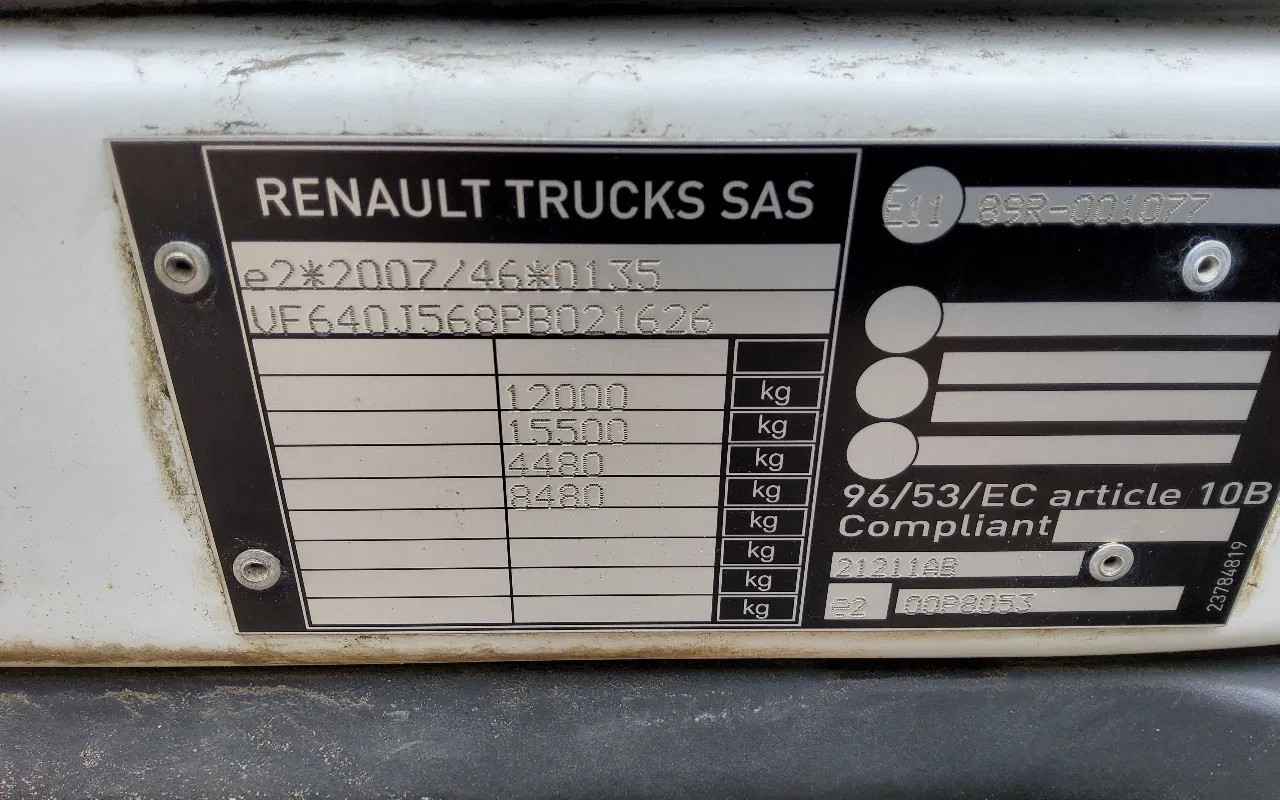 RENAULT TRUCKS SAS
e2*2007/46*0135
VF640J568PB021626
12000 kg
15500 kg
4480 kg
8480 kg
kg
kg
kg
kg
E11 89R-001077
96/53/EC article 10B
Compliant
21211AB
e2 00P8053
23784819